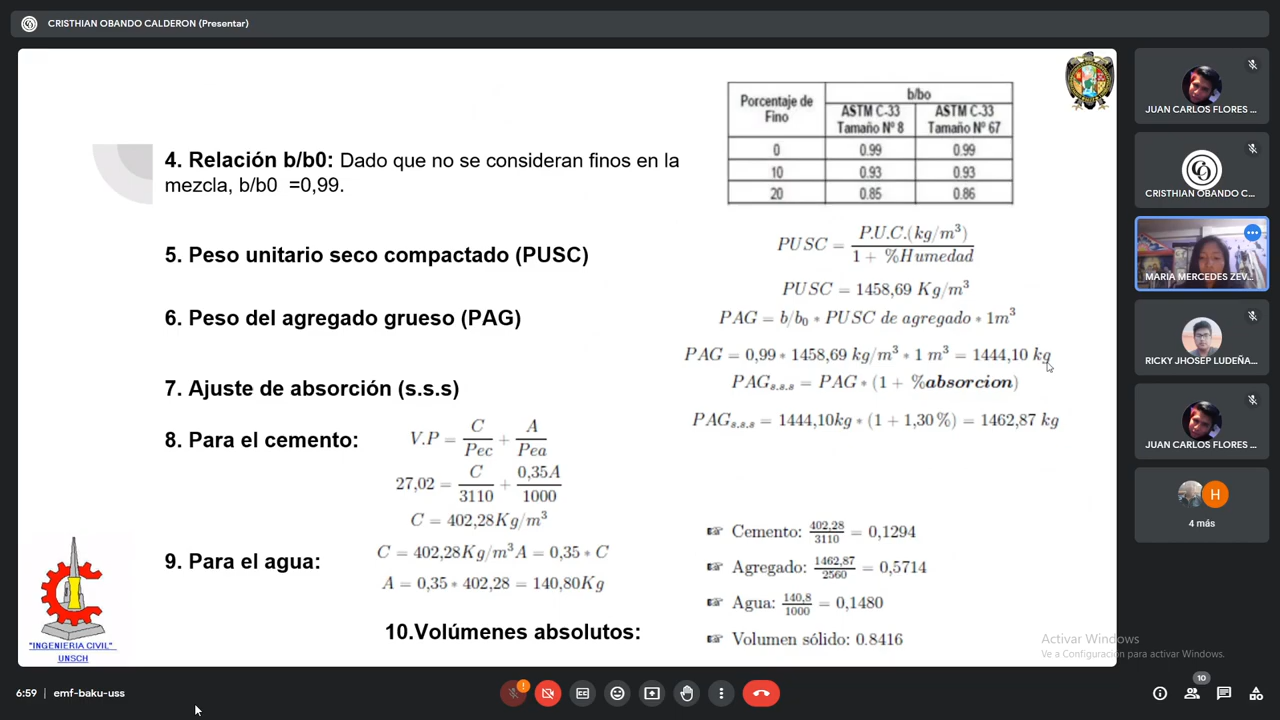 CRISTHIAN OBANDO CALDERON (Presentar)
4. Relación b/b0: Dado que no se consideran finos en la
mezcla, b/b0 =0,99.
Porcentaje de Fino | b/bo
ASTM C-33 Tamaño Nº 8 | ASTM C-33 Tamaño Nº 67
0 | 0.99 | 0.99
10 | 0.93 | 0.93
20 | 0.85 | 0.86
5. Peso unitario seco compactado (PUSC)
PUSC = P.U.C.(kg/m³) / 1 + %Humedad
PUSC = 1458,69 Kg/m³
6. Peso del agregado grueso (PAG)
PAG = b/b₀ * PUSC de agregado * 1m³
PAG = 0,99 * 1458,69 kg/m³ * 1 m³ = 1444,10 kg
7. Ajuste de absorción (s.s.s)
PAGs.s.s = PAG * (1 + %absorcion)
PAGs.s.s = 1444,10kg * (1 + 1,30 %) = 1462,87 kg
8. Para el cemento:
V.P = C/Pec + A/Pea
27,02 = C/3110 + 0,35A/1000
C = 402,28Kg/m³
9. Para el agua:
C = 402,28Kg/m³A = 0,35 * C
A = 0,35 * 402,28 = 140,80Kg
10.Volúmenes absolutos:
☞ Cemento: 402,28/3110 = 0,1294
☞ Agregado: 1462,87/2560 = 0,5714
☞ Agua: 140,8/1000 = 0,1480
☞ Volumen sólido: 0.8416
"INGENIERIA CIVIL"
UNSCH
Activar Windows
Ve a Configuración para activar Windows.
JUAN CARLOS FLORES ...
CRISTHIAN OBANDO C...
MARIA MERCEDES ZEV...
RICKY JHOSEP LUDEÑA...
JUAN CARLOS FLORES ...
H
4 más
6:59 | emf-baku-uss
10